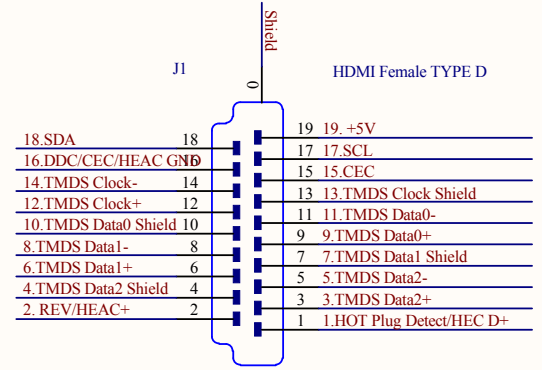 Shield
J1
HDMI Female TYPE D
0
19 19. +5V
18.SDA 18
17 17.SCL
16.DDC/CEC/HEAC GND 16
15 15.CEC
14.TMDS Clock- 14
13 13.TMDS Clock Shield
12.TMDS Clock+ 12
11 11.TMDS Data0-
10.TMDS Data0 Shield 10
9 9.TMDS Data0+
8.TMDS Data1- 8
7 7.TMDS Data1 Shield
6.TMDS Data1+ 6
5 5.TMDS Data2-
4.TMDS Data2 Shield 4
3 3.TMDS Data2+
2. REV/HEAC+ 2
1 1.HOT Plug Detect/HEC D+